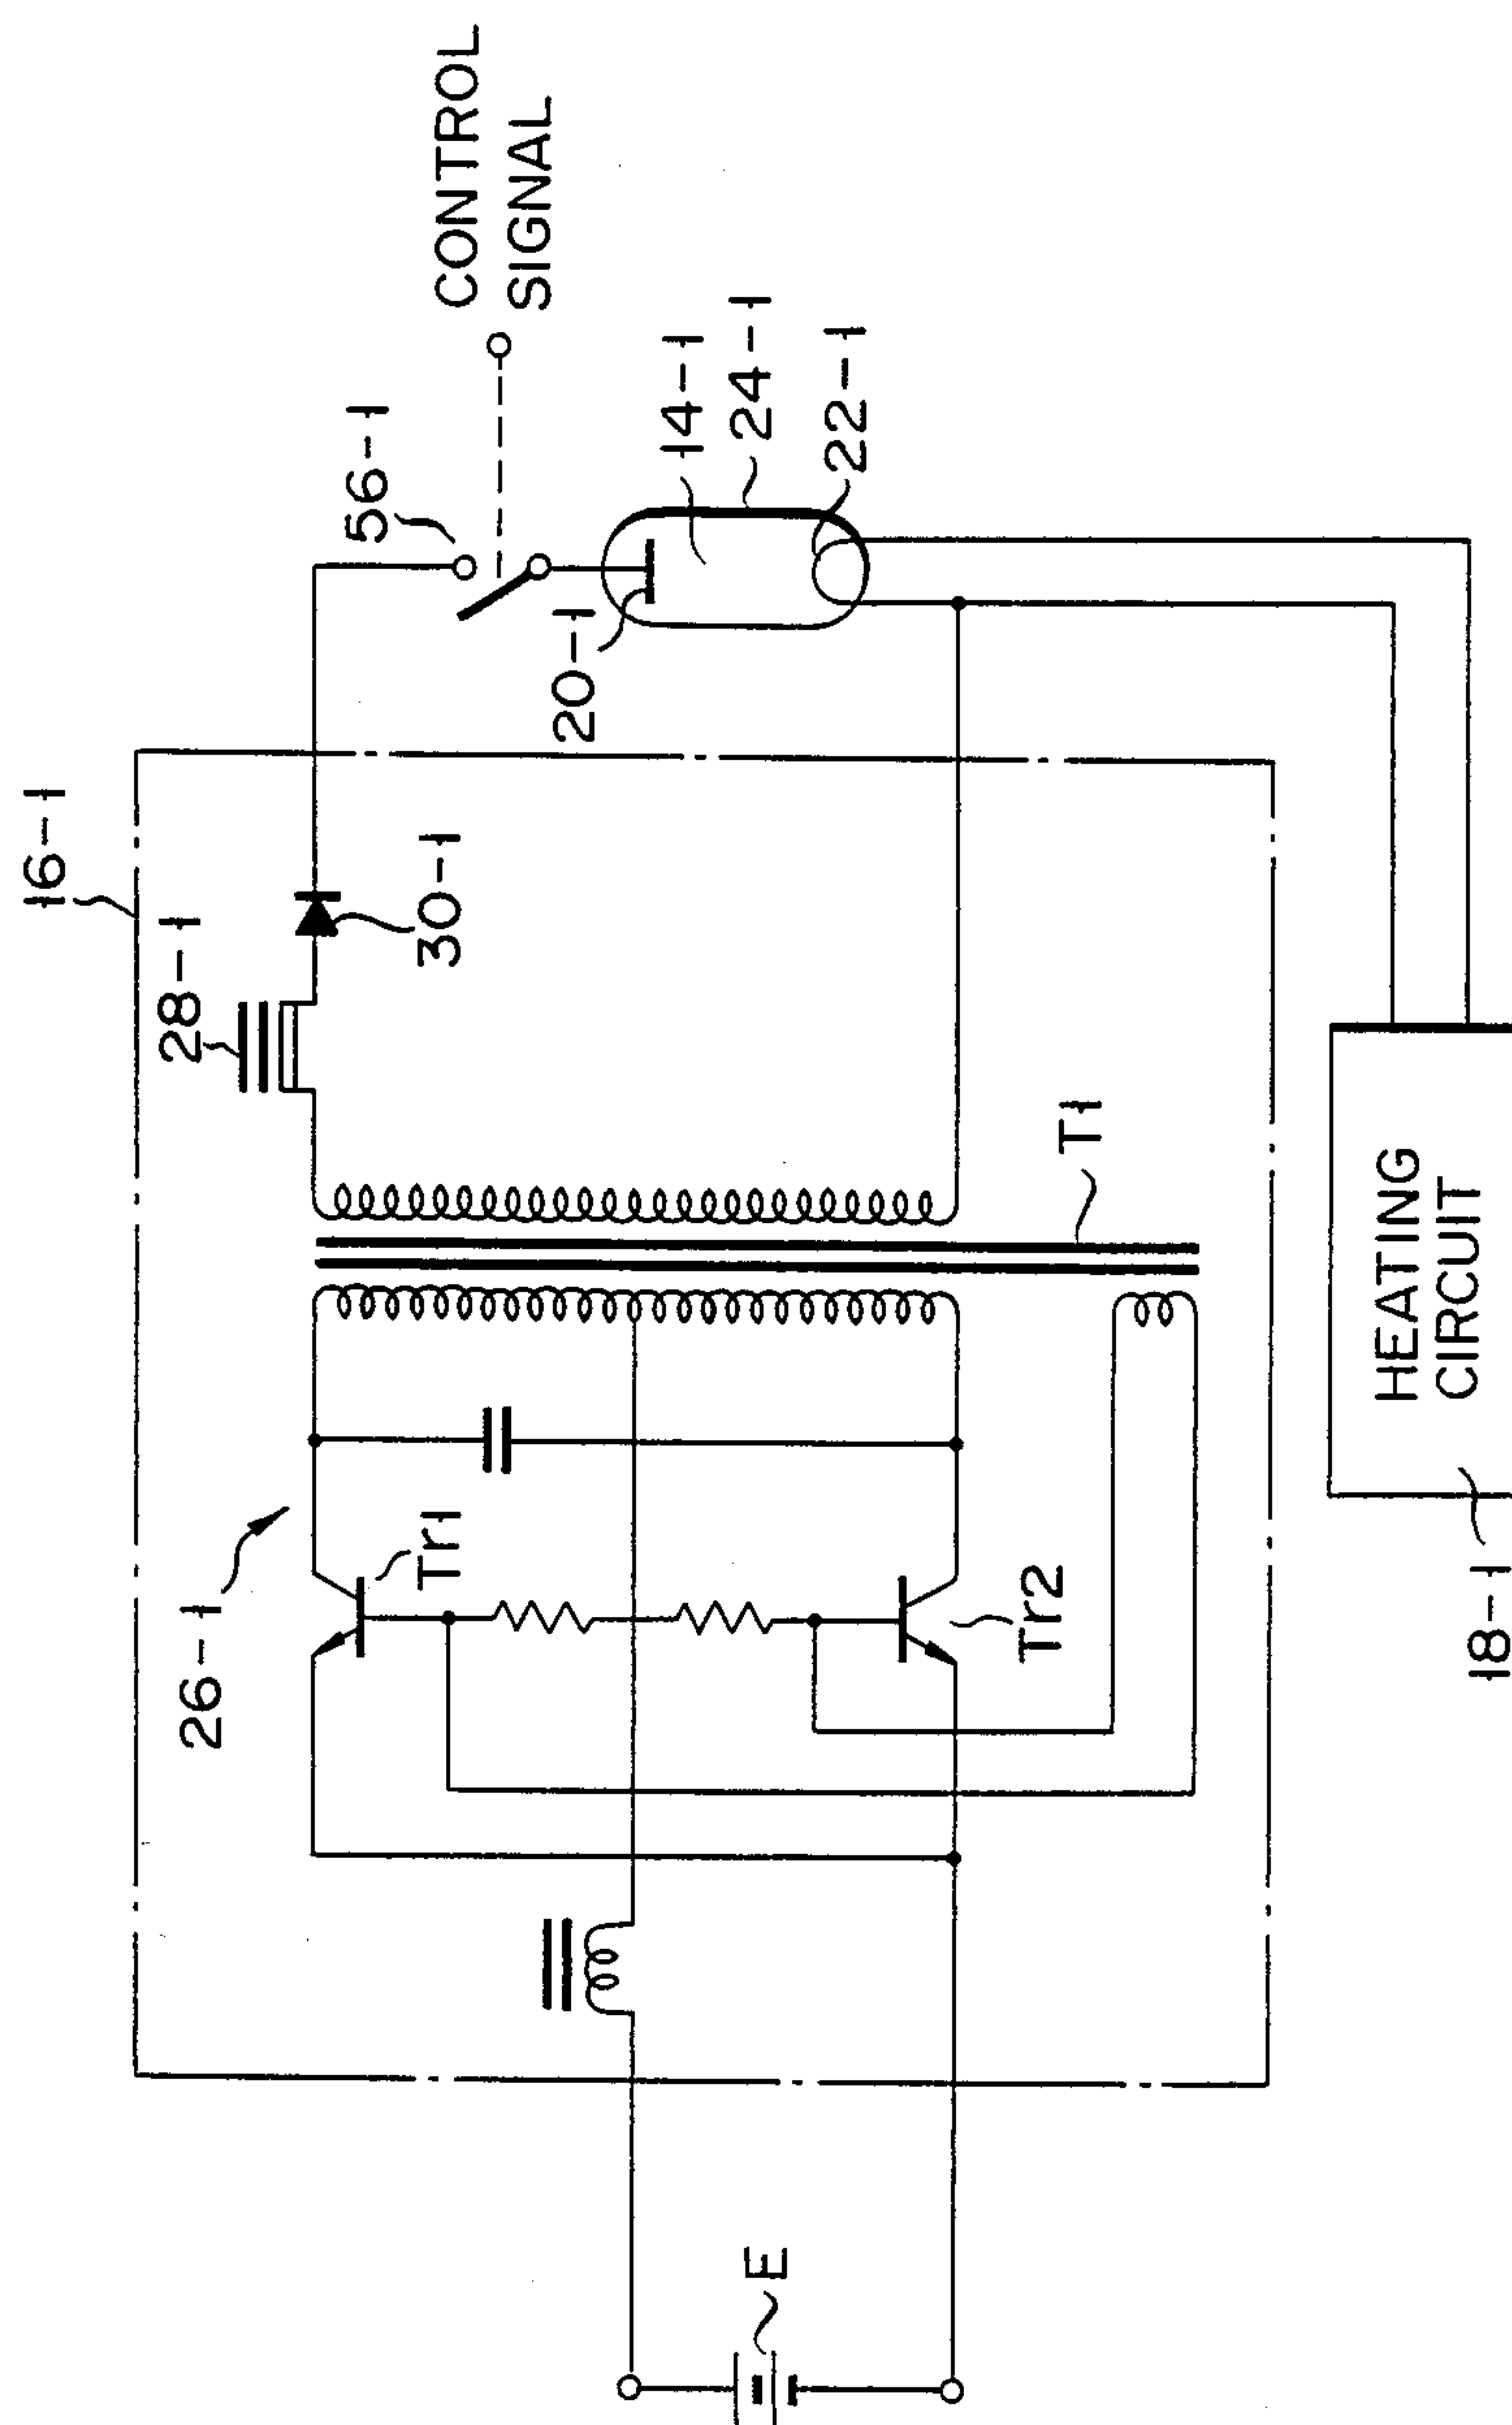 16-1
28-1
30-1
56-1
CONTROL
SIGNAL
20-1
14-1
24-1
22-1
26-1
Tr1
Tr2
T1
E
HEATING
CIRCUIT
18-1